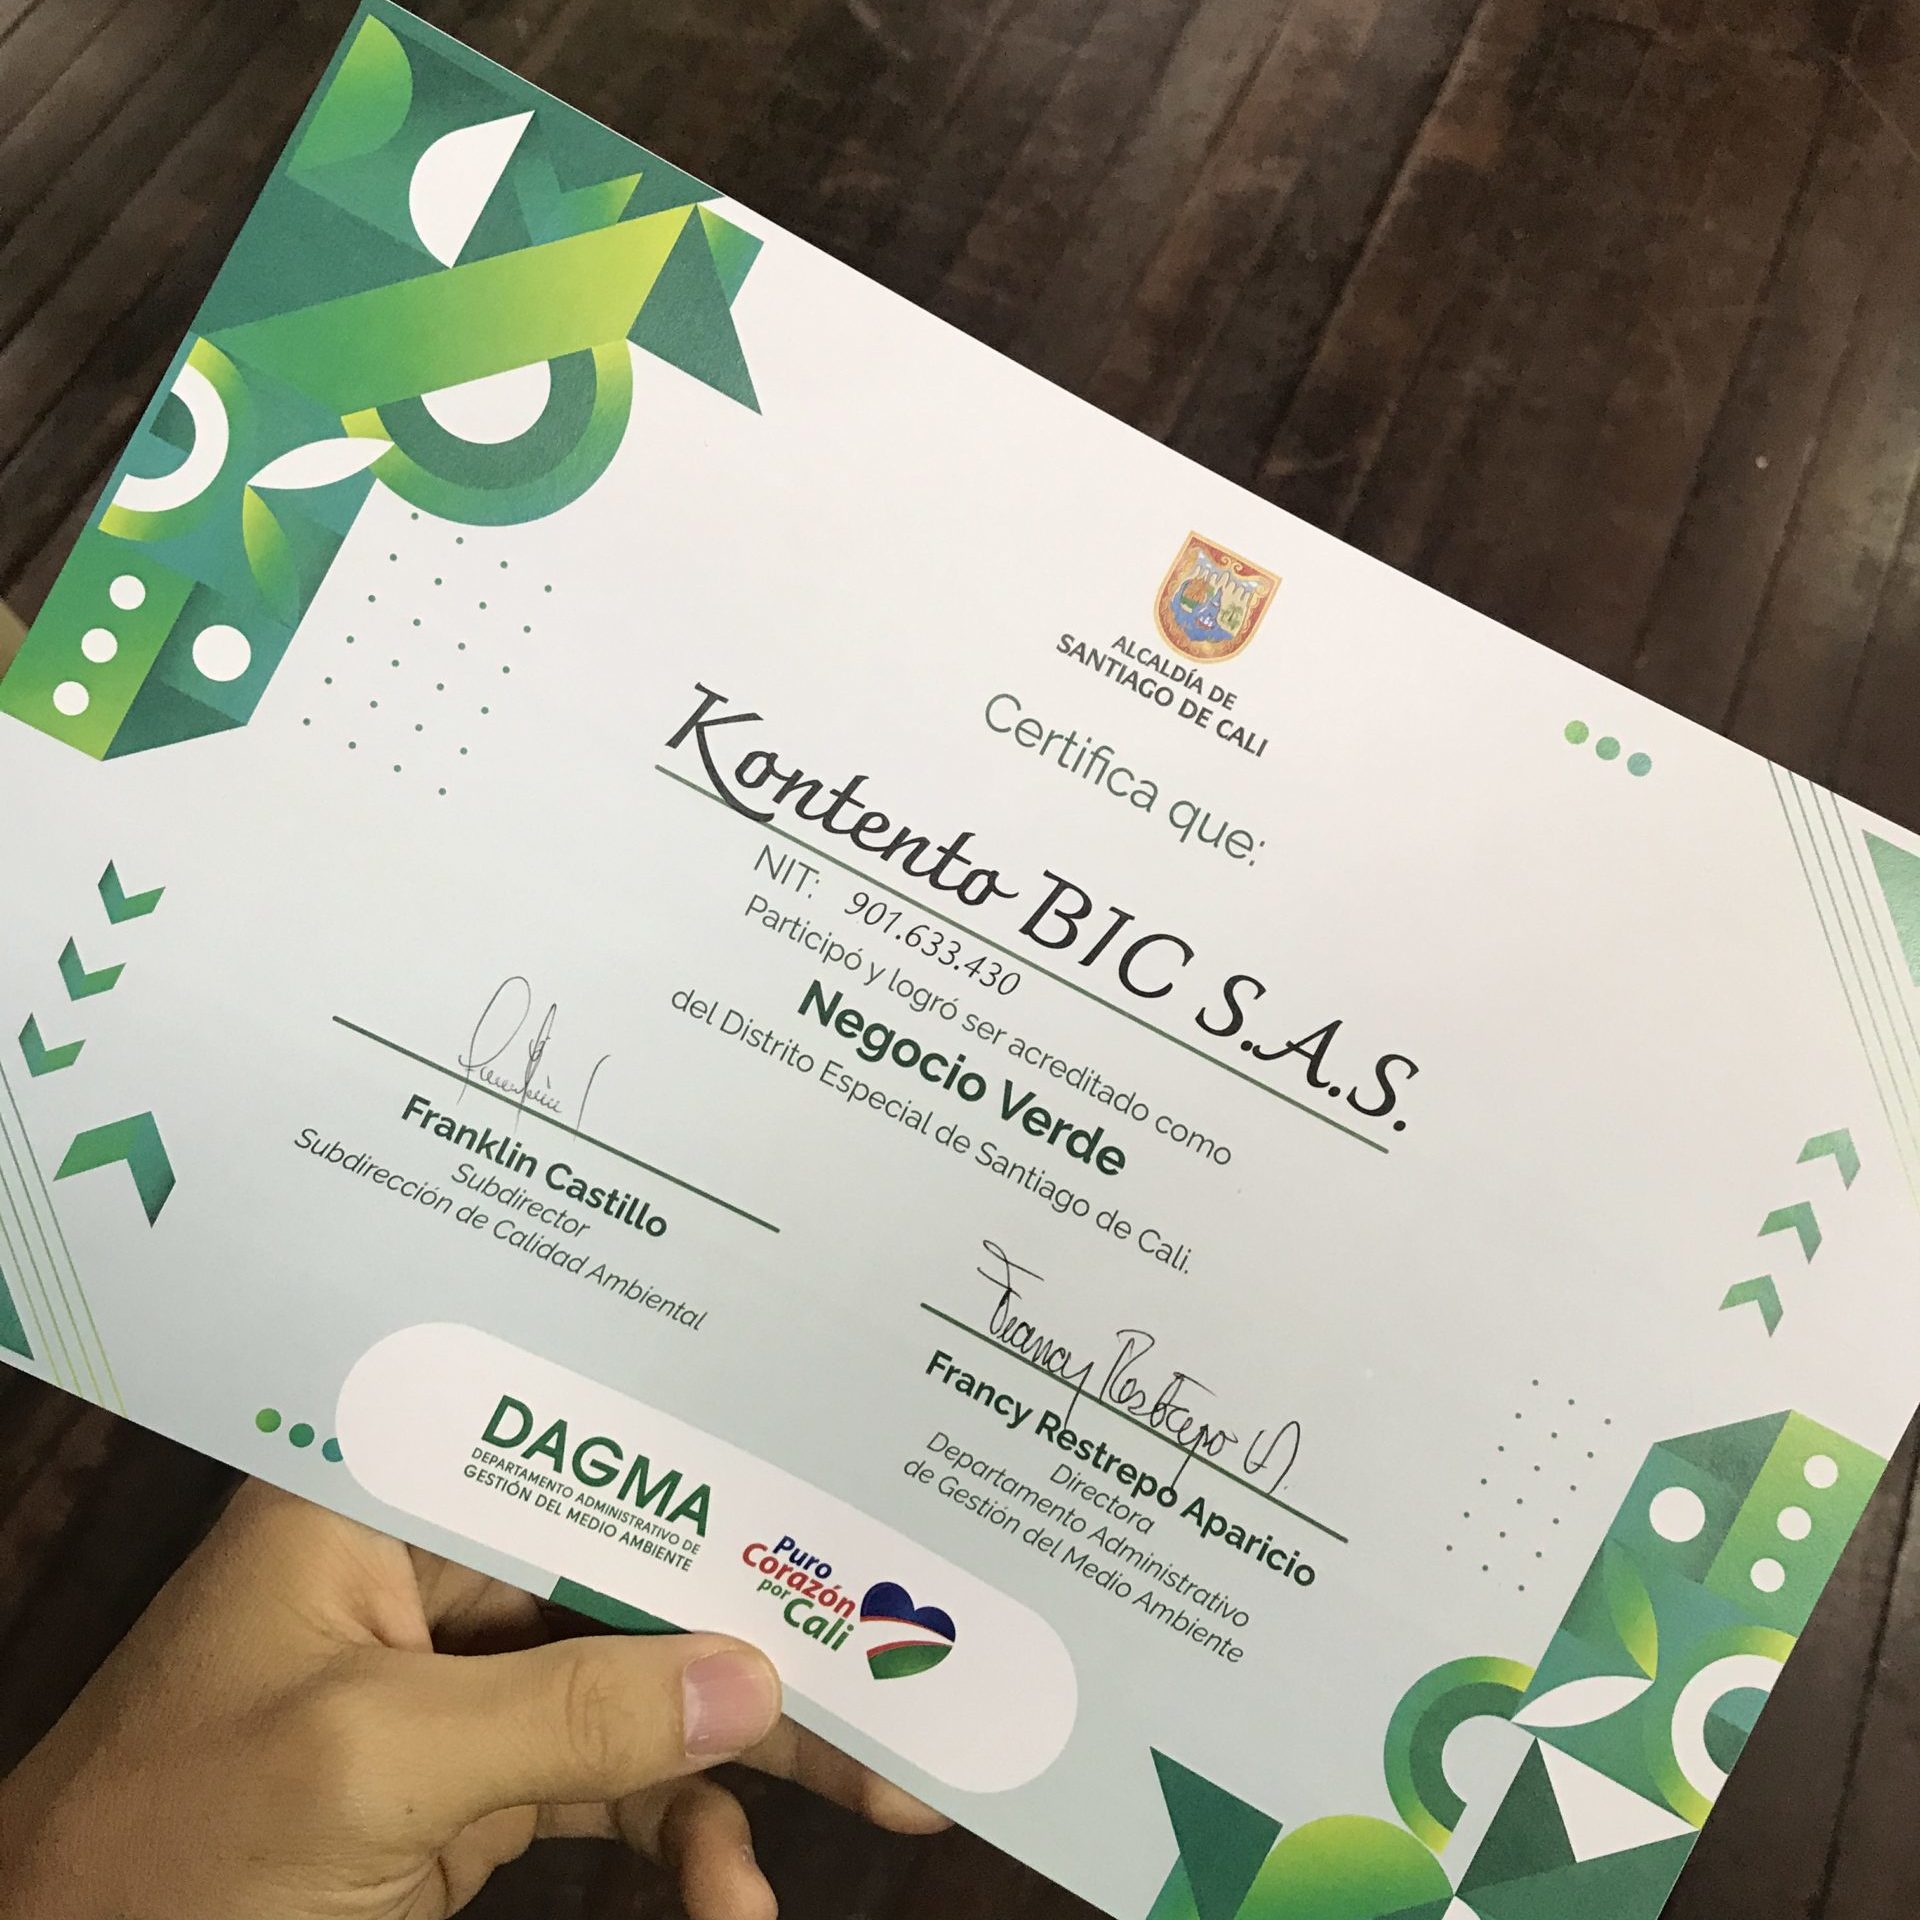 ALCALDÍA DE
SANTIAGO DE CALI
Certifica que:
Kontento BIC S.A.S.
NIT: 901.633.430
Participó y logró ser acreditado como
Negocio Verde
del Distrito Especial de Santiago de Cali.
Franklin Castillo
Subdirector
Subdirección de Calidad Ambiental
Francy Restrepo A.
Francy Restrepo Aparicio
Directora
Departamento Administrativo
de Gestión del Medio Ambiente
DAGMA
DEPARTAMENTO ADMINISTRATIVO DE
GESTIÓN DEL MEDIO AMBIENTE
Puro
Corazón
por
Cali